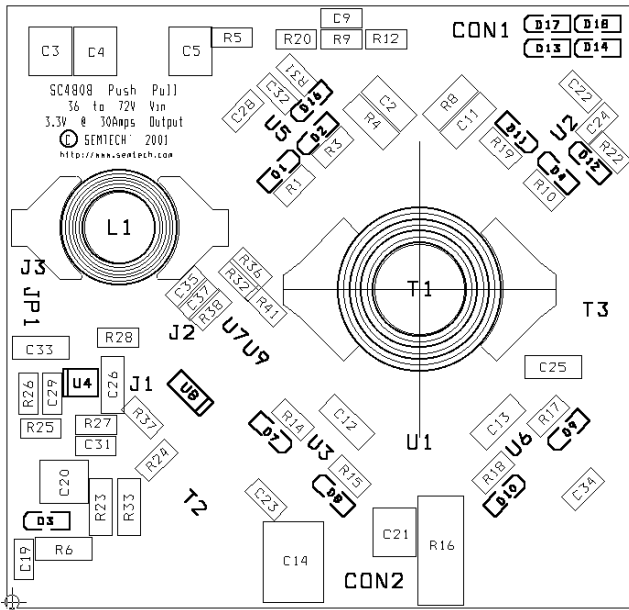 C9
CON1
D17 D18
D13 D14
C3
C4
C5
R5
R20
R9
R12
SC4808 Push Pull
36 to 72V Vin
3.3V @ 30Amps Output
© SEMTECH 2001
http://www.semtech.com
R31
C32
C28
D16
U5
D2
R3
D1
R1
C2
R4
R8
C11
D11
R19
U2
C22
C24
D12
R22
D4
R10
L1
J3
JP1
C35
C37
R38
R36
R32
R41
T1
T3
J2
U7
U9
R28
C33
C25
R26
C29
U4
C26
J1
U8
R25
R27
C31
R37
R24
D7
R14
C12
U3
R15
D8
U1
C13
R17
D9
U6
R18
D10
C34
C20
R23
R33
T2
C23
D3
C19
R6
C14
C21
R16
CON2